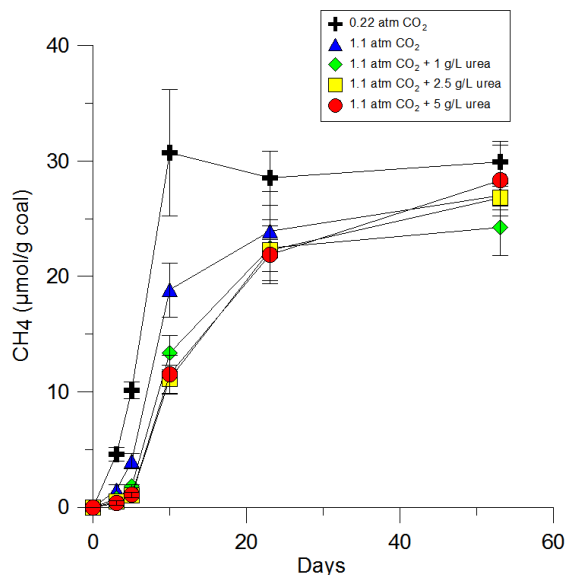 0.22 atm CO₂
1.1 atm CO₂
1.1 atm CO₂ + 1 g/L urea
1.1 atm CO₂ + 2.5 g/L urea
1.1 atm CO₂ + 5 g/L urea
40
30
20
10
0
CH4 (µmol/g coal)
0 20 40 60
Days